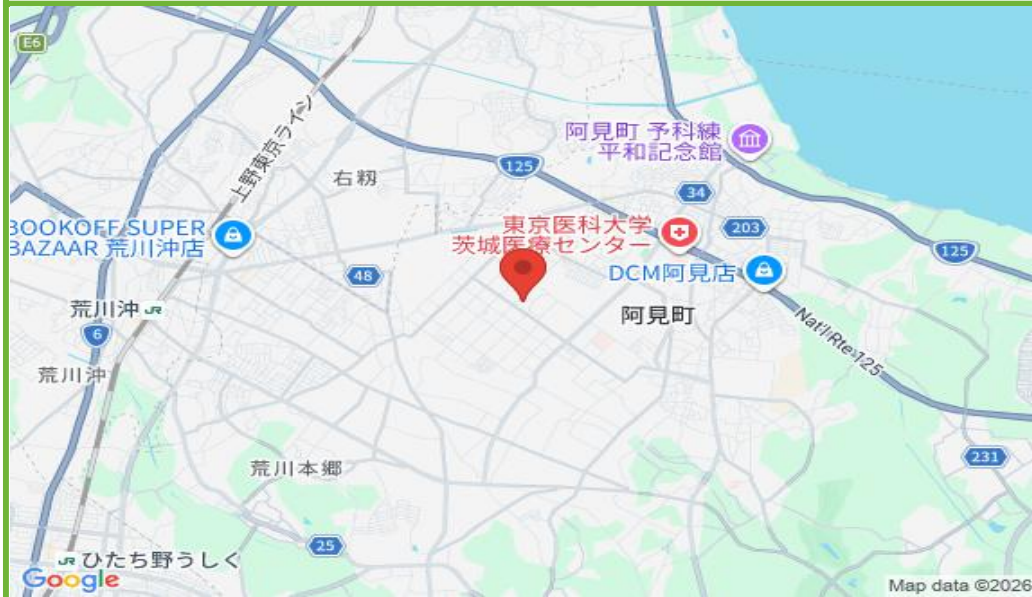 E6
上野東京ライン
阿見町 予科練
平和記念館
125
右籾
34
BOOKOFF SUPER
BAZAAR 荒川沖店
東京医科大学
茨城医療センター
203
125
48
DCM阿見店
荒川沖 JR
6
阿見町
Nat'l Rte 125
荒川沖
荒川本郷
231
25
JR ひたち野うしく
Google
Map data ©2026